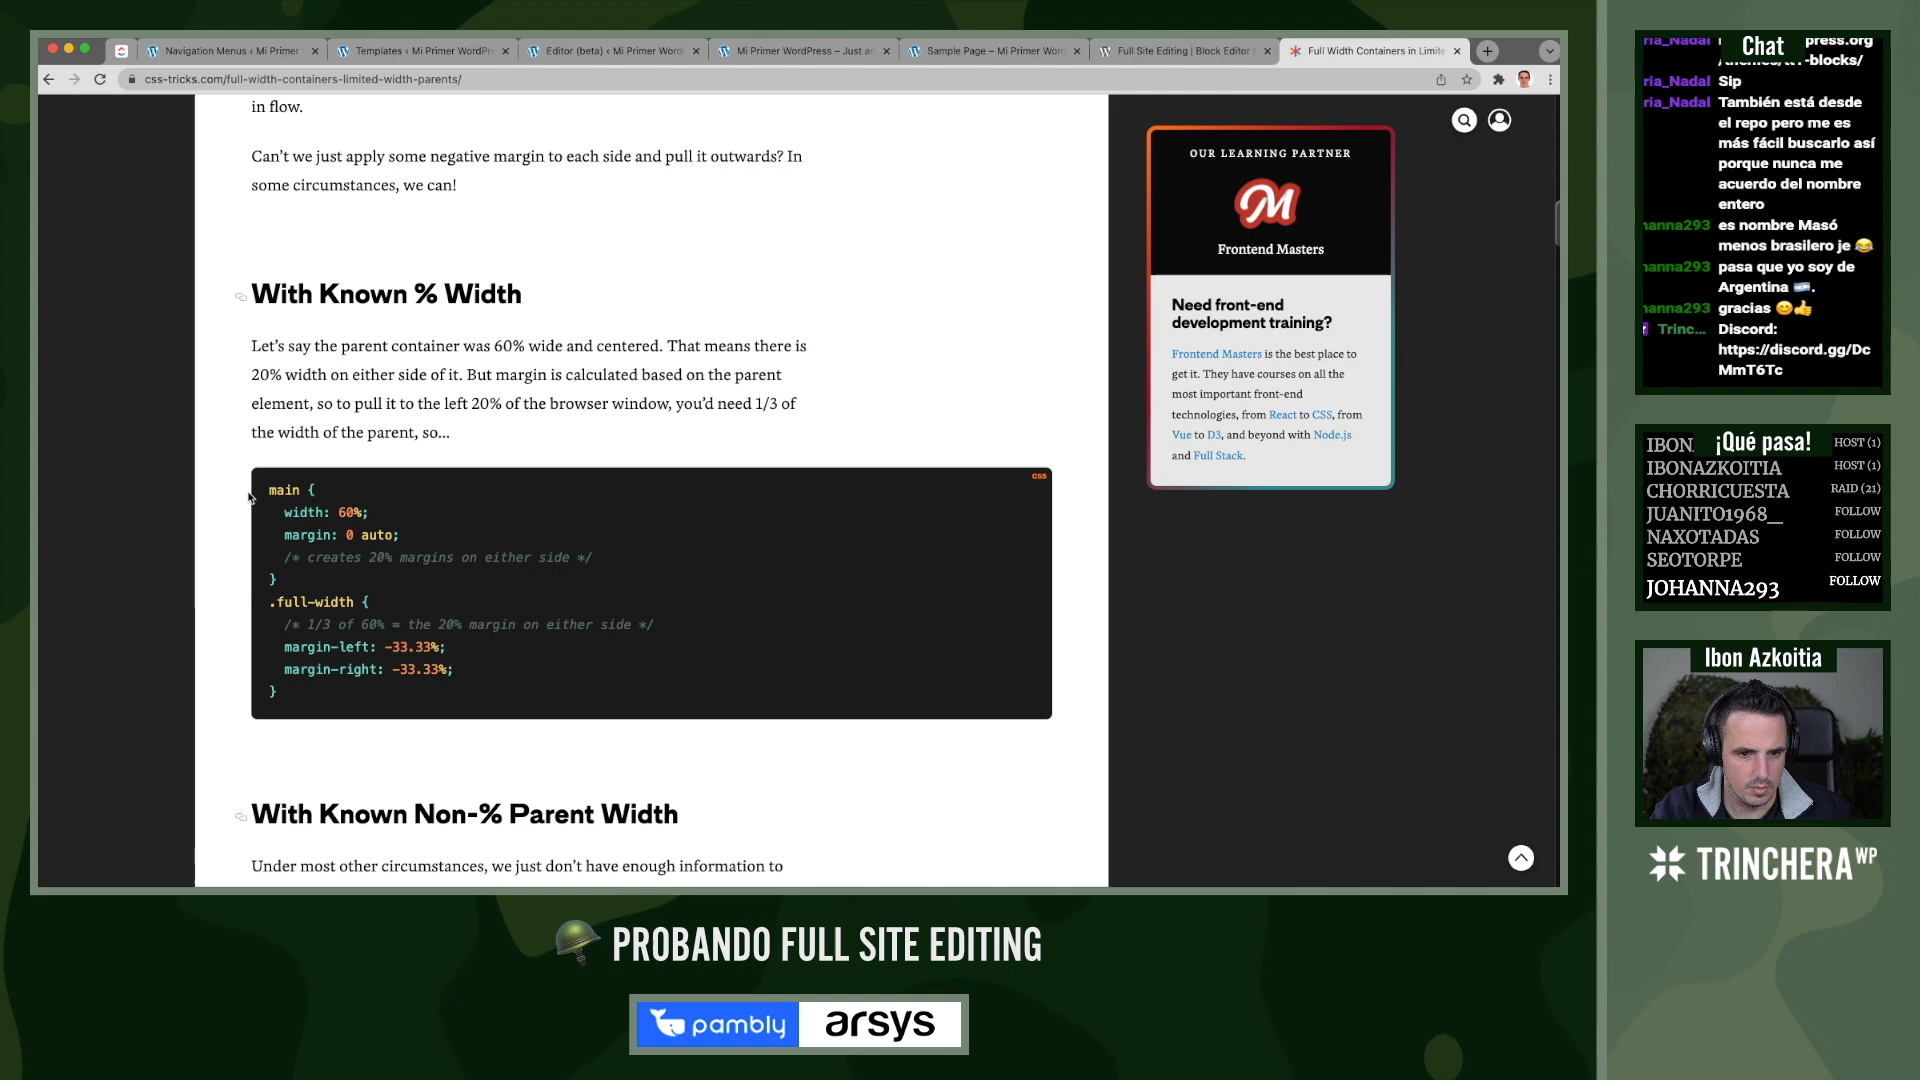 Navigation Menus ‹ Mi Primer
Templates ‹ Mi Primer WordPr
Editor (beta) ‹ Mi Primer Word
Mi Primer WordPress – Just an
Sample Page – Mi Primer Word
Full Site Editing | Block Editor
Full Width Containers in Limite
css-tricks.com/full-width-containers-limited-width-parents/
in flow.
Can’t we just apply some negative margin to each side and pull it outwards? In
some circumstances, we can!
With Known % Width
Let’s say the parent container was 60% wide and centered. That means there is
20% width on either side of it. But margin is calculated based on the parent
element, so to pull it to the left 20% of the browser window, you’d need 1/3 of
the width of the parent, so…
css
main {
width: 60%;
margin: 0 auto;
/* creates 20% margins on either side */
}
.full-width {
/* 1/3 of 60% = the 20% margin on either side */
margin-left: -33.33%;
margin-right: -33.33%;
}
With Known Non-% Parent Width
Under most other circumstances, we just don’t have enough information to
OUR LEARNING PARTNER
M
Frontend Masters
Need front-end
development training?
Frontend Masters is the best place to
get it. They have courses on all the
most important front-end
technologies, from React to CSS, from
Vue to D3, and beyond with Node.js
and Full Stack.
Chat
ria_Nadal press.org
-blocks/
ria_Nadal Sip
ria_Nadal También está desde
el repo pero me es
más fácil buscarlo así
porque nunca me
acuerdo del nombre
entero
hanna293 es nombre Masó
menos brasilero je 😂
hanna293 pasa que yo soy de
Argentina 🇦🇷.
hanna293 gracias 😊👍
Trinc... Discord:
https://discord.gg/Dc
MmT6Tc
¡Qué pasa!
IBON HOST (1)
IBONAZKOITIA HOST (1)
CHORRICUESTA RAID (21)
JUANITO1968_ FOLLOW
NAXOTADAS FOLLOW
SEOTORPE FOLLOW
JOHANNA293 FOLLOW
Ibon Azkoitia
TRINCHERA WP
PROBANDO FULL SITE EDITING
pambly
arsys